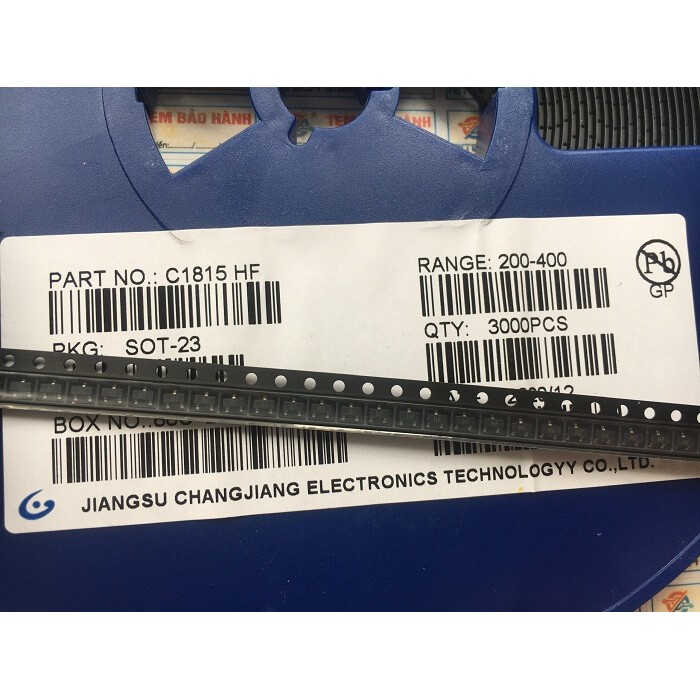 TEM BẢO HÀNH
PART NO.: C1815 HF
RANGE: 200-400
Pb
GP
PKG: SOT-23
QTY: 3000PCS
BOX NO.:
JIANGSU CHANGJIANG ELECTRONICS TECHNOLOGYY CO.,LTD.